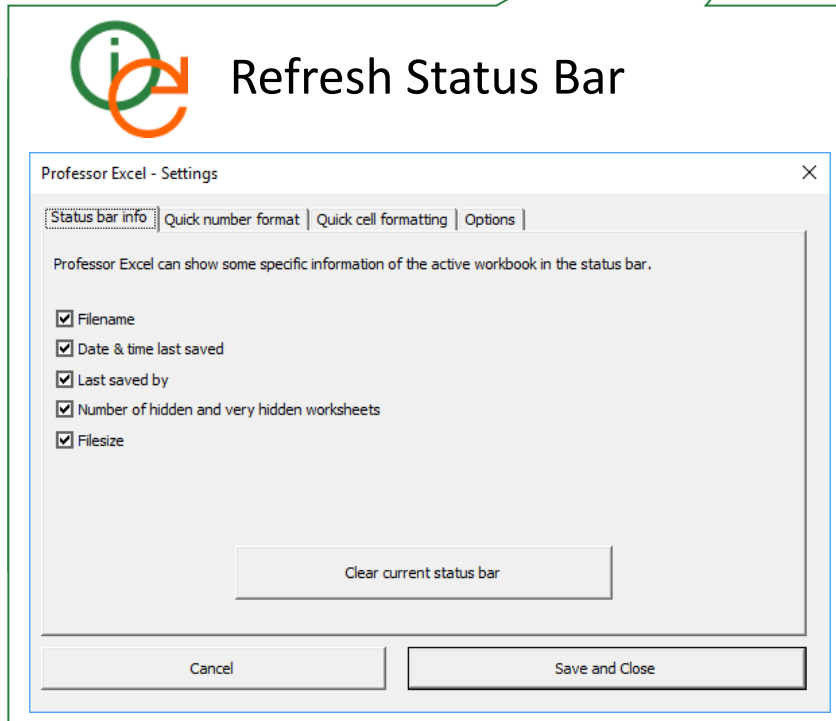 Refresh Status Bar
Professor Excel - Settings
Status bar info Quick number format Quick cell formatting Options
Professor Excel can show some specific information of the active workbook in the status bar.
Filename
Date & time last saved
Last saved by
Number of hidden and very hidden worksheets
Filesize
Clear current status bar
Cancel Save and Close